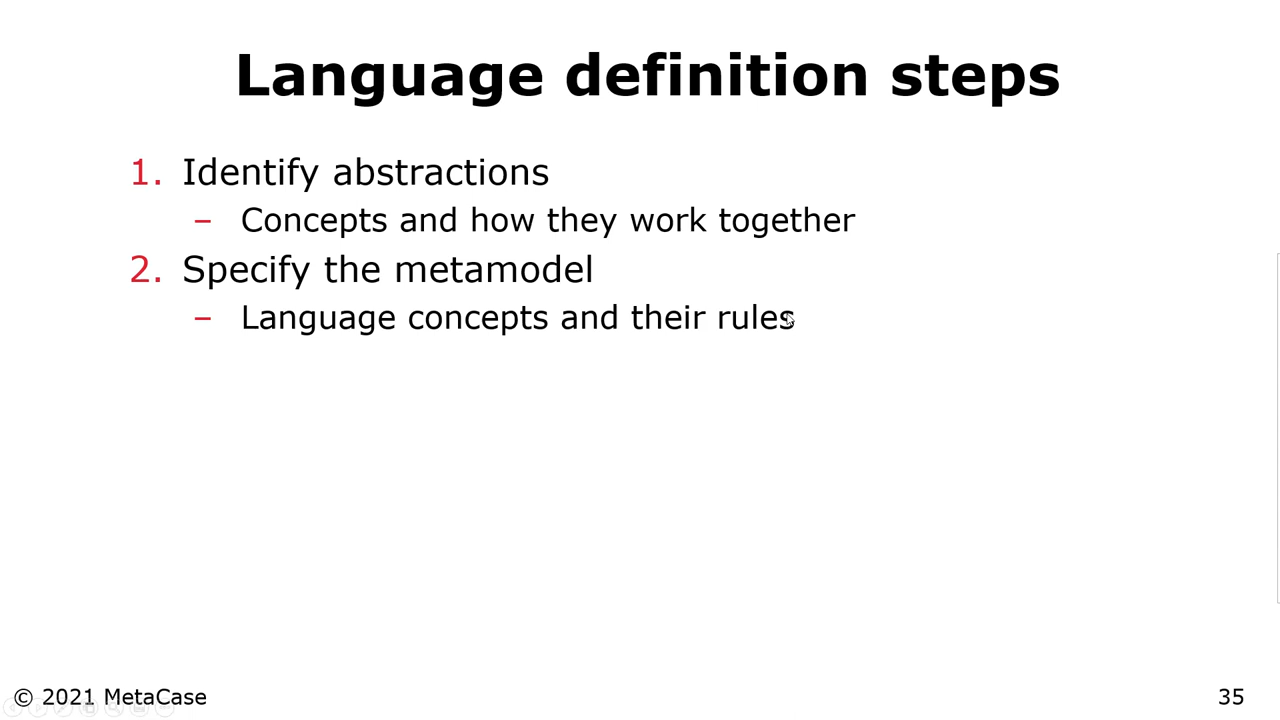 Language definition steps
1. Identify abstractions
– Concepts and how they work together
2. Specify the metamodel
– Language concepts and their rules
© 2021 MetaCase
35